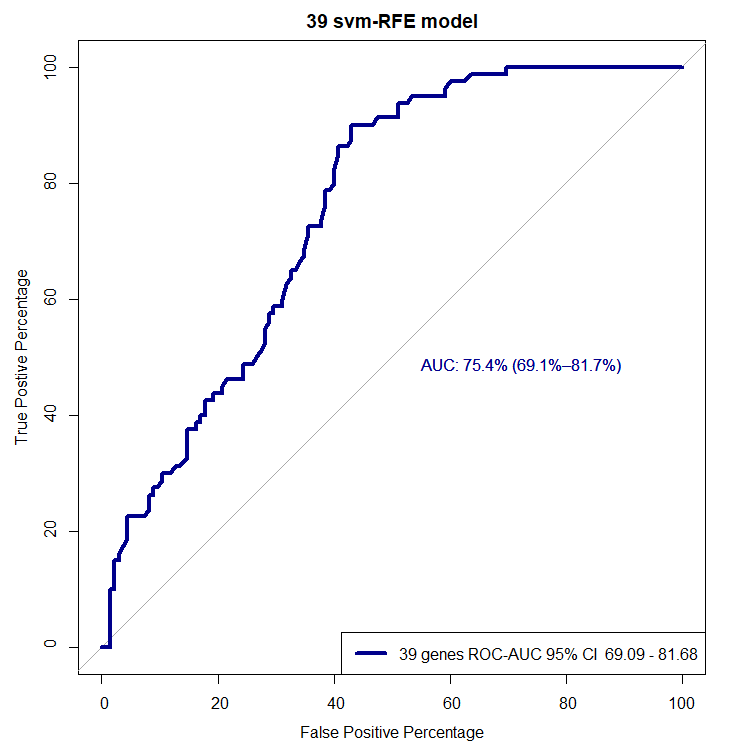 39 svm-RFE model
100
80
60
40
20
0
True Postive Percentage
AUC: 75.4% (69.1%–81.7%)
39 genes ROC-AUC 95% CI 69.09 - 81.68
0 20 40 60 80 100
False Positive Percentage